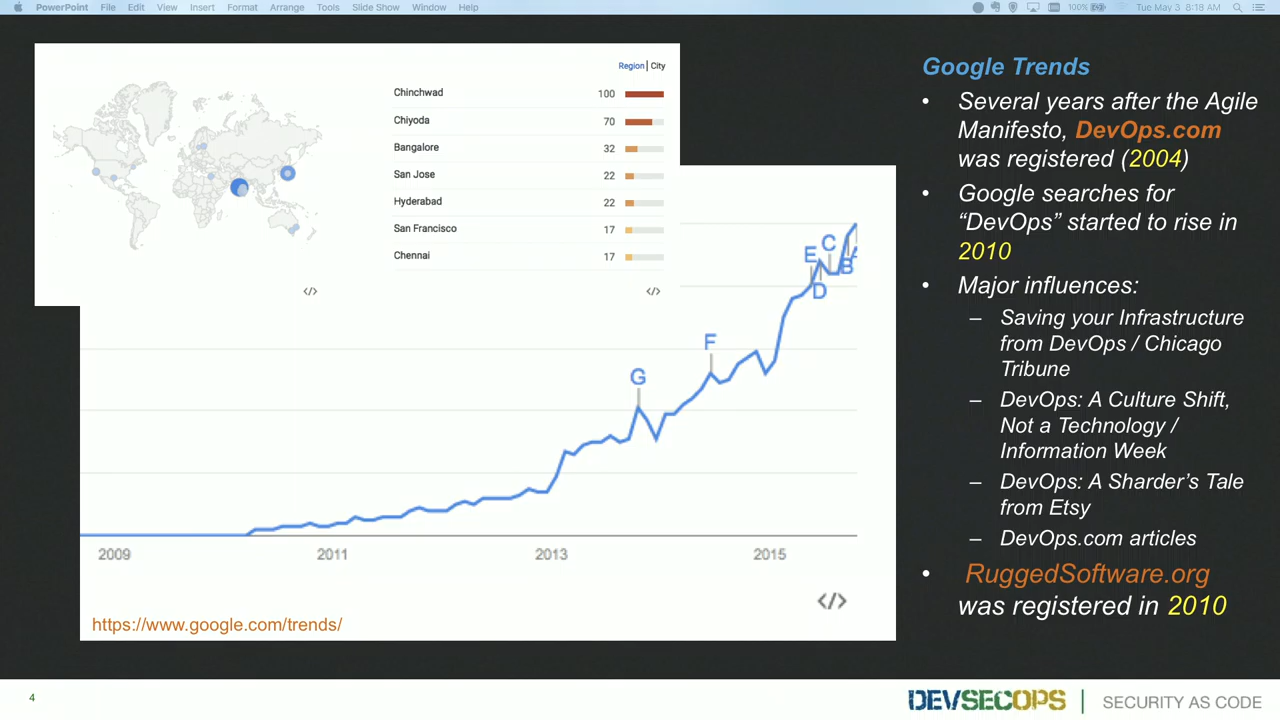 PowerPoint File Edit View Insert Format Arrange Tools Slide Show Window Help 100% Tue May 3 8:18 AM
Region | City
Chinchwad 100
Chiyoda 70
Bangalore 32
San Jose 22
Hyderabad 22
San Francisco 17
Chennai 17
</> </>
E C
B
D
F
G
2009 2011 2013 2015
</>
https://www.google.com/trends/
Google Trends
• Several years after the Agile
Manifesto, DevOps.com
was registered (2004)
• Google searches for
“DevOps” started to rise in
2010
• Major influences:
– Saving your Infrastructure
from DevOps / Chicago
Tribune
– DevOps: A Culture Shift,
Not a Technology /
Information Week
– DevOps: A Sharder’s Tale
from Etsy
– DevOps.com articles
• RuggedSoftware.org
was registered in 2010
4
DEVSECOPS | SECURITY AS CODE